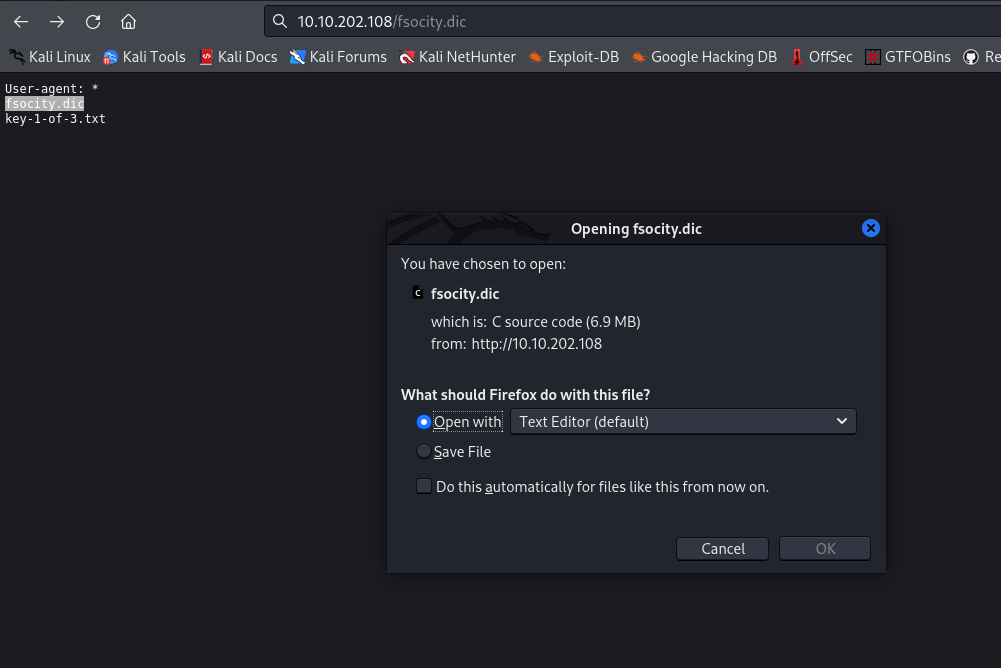 10.10.202.108/fsocity.dic
Kali Linux Kali Tools Kali Docs Kali Forums Kali NetHunter Exploit-DB Google Hacking DB OffSec GTFOBins Re
User-agent: *
fsocity.dic
key-1-of-3.txt
Opening fsocity.dic
You have chosen to open:
fsocity.dic
which is: C source code (6.9 MB)
from: http://10.10.202.108
What should Firefox do with this file?
Open with Text Editor (default)
Save File
Do this automatically for files like this from now on.
Cancel OK